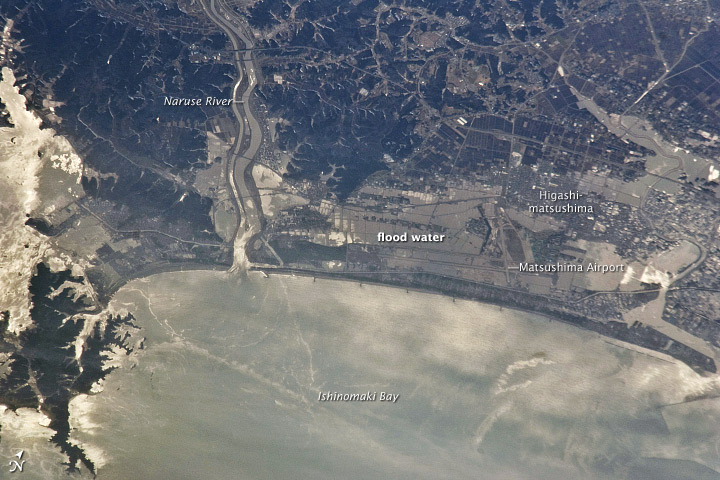 Naruse River
Higashi-
matsushima
flood water
Matsushima Airport
Ishinomaki Bay
N